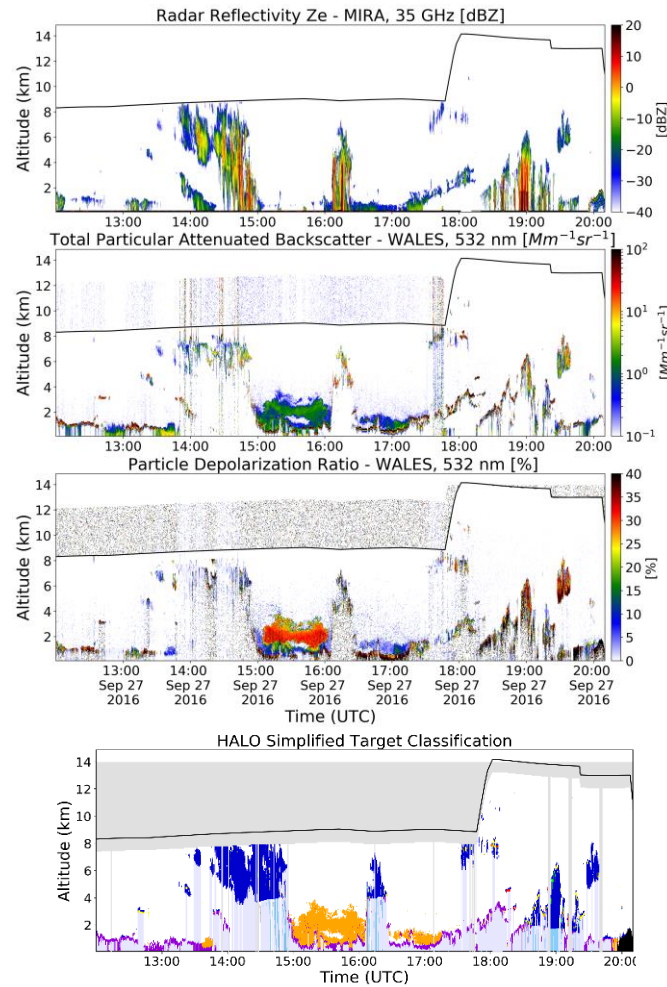 Radar Reflectivity Ze - MIRA, 35 GHz [dBZ]
Altitude (km)
14
12
10
8
6
4
2
13:00 14:00 15:00 16:00 17:00 18:00 19:00 20:00
20
10
0
−10
−20
−30
−40
[dBZ]
Total Particular Attenuated Backscatter - WALES, 532 nm [Mm⁻¹sr⁻¹]
Altitude (km)
14
12
10
8
6
4
2
13:00 14:00 15:00 16:00 17:00 18:00 19:00 20:00
10²
10¹
10⁰
10⁻¹
[Mm⁻¹sr⁻¹]
Particle Depolarization Ratio - WALES, 532 nm [%]
Altitude (km)
14
12
10
8
6
4
2
40
35
30
25
20
15
10
5
0
[%]
13:00 14:00 15:00 16:00 17:00 18:00 19:00 20:00
Sep 27 Sep 27 Sep 27 Sep 27 Sep 27 Sep 27 Sep 27 Sep 27
2016 2016 2016 2016 2016 2016 2016 2016
Time (UTC)
HALO Simplified Target Classification
Altitude (km)
14
12
10
8
6
4
2
13:00 14:00 15:00 16:00 17:00 18:00 19:00 20:00
Time (UTC)